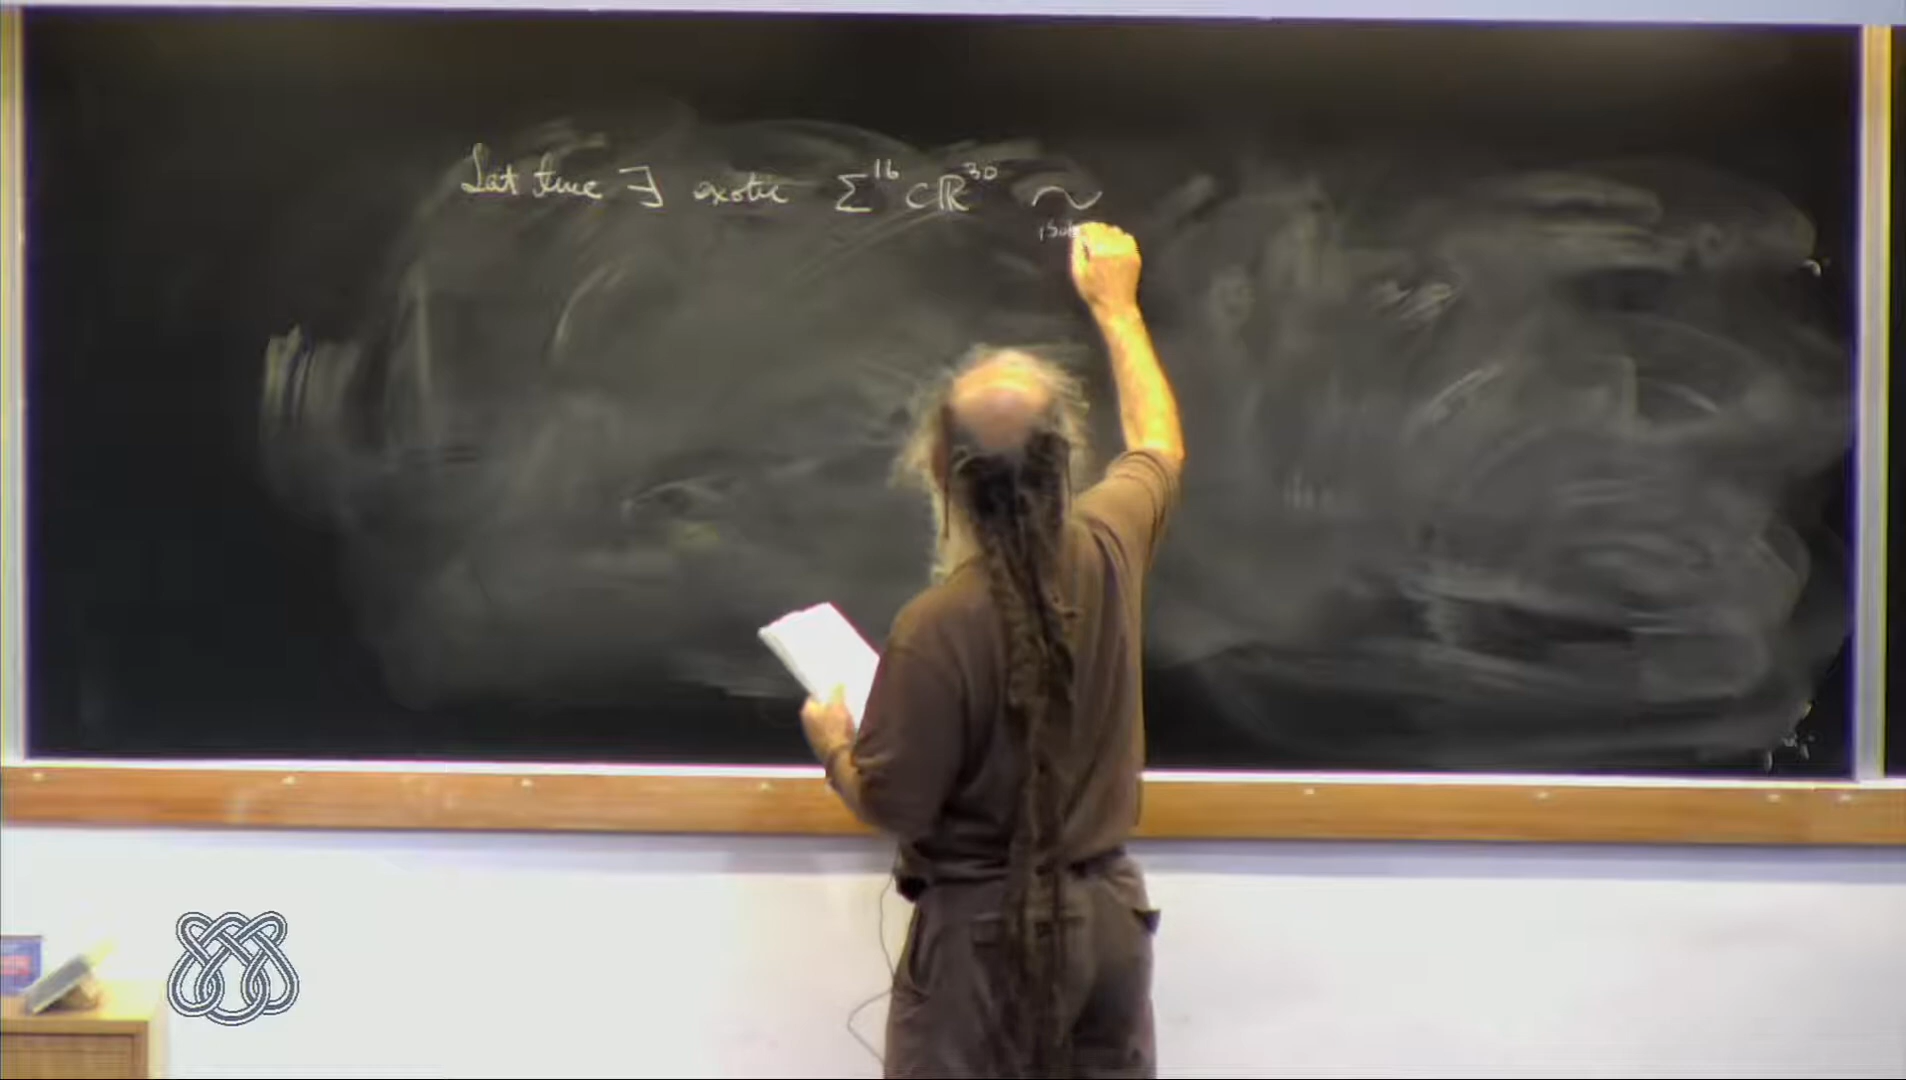 Last time ∃ exotic Σ^16 ⊂ ℝ^30 ~